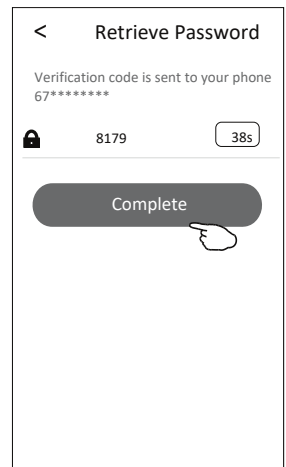 < Retrieve Password
Verification code is sent to your phone
67********
8179 38s
Complete